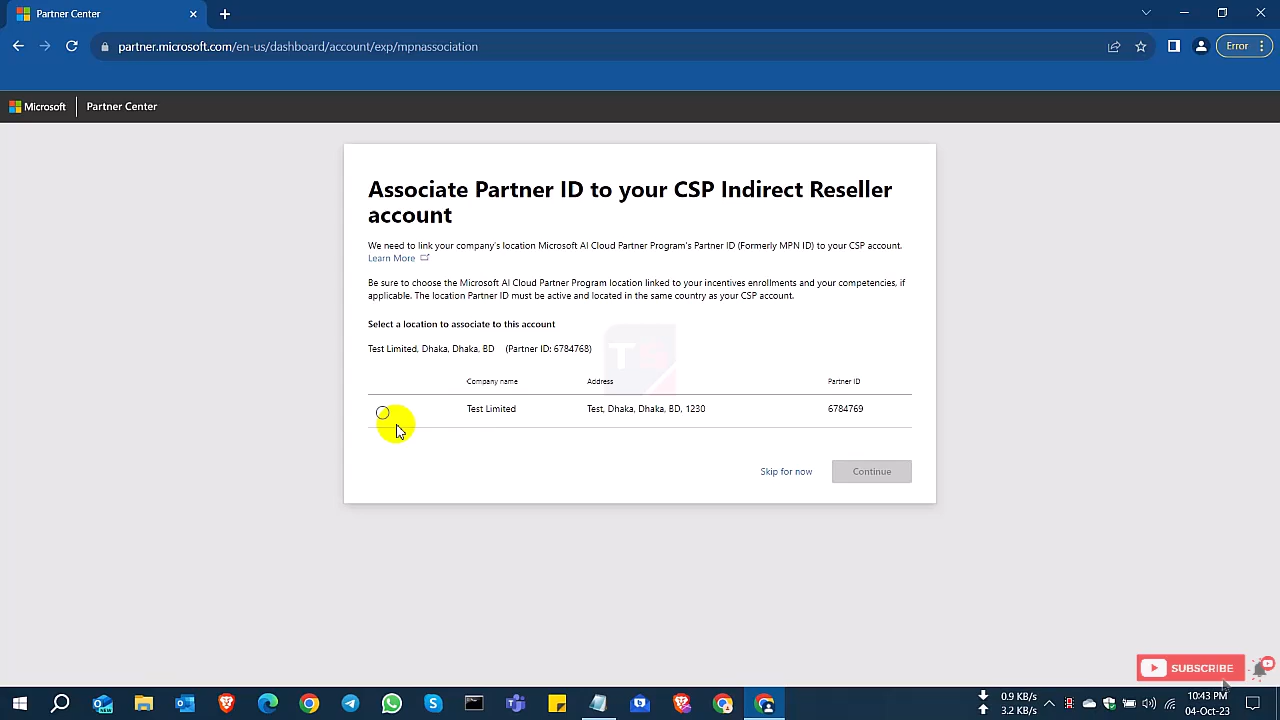 Partner Center
partner.microsoft.com/en-us/dashboard/account/exp/mpnassociation
Error
Microsoft
Partner Center
Associate Partner ID to your CSP Indirect Reseller
account
We need to link your company's location Microsoft AI Cloud Partner Program's Partner ID (Formerly MPN ID) to your CSP account.
Learn More
Be sure to choose the Microsoft AI Cloud Partner Program location linked to your incentives enrollments and your competencies, if
applicable. The location Partner ID must be active and located in the same country as your CSP account.
Select a location to associate to this account
Test Limited, Dhaka, Dhaka, BD (Partner ID: 6784768)
Company name Address Partner ID
Test Limited Test, Dhaka, Dhaka, BD, 1230 6784769
Skip for now Continue
SUBSCRIBE
0.9 KB/s
3.2 KB/s
10:43 PM
04-Oct-23